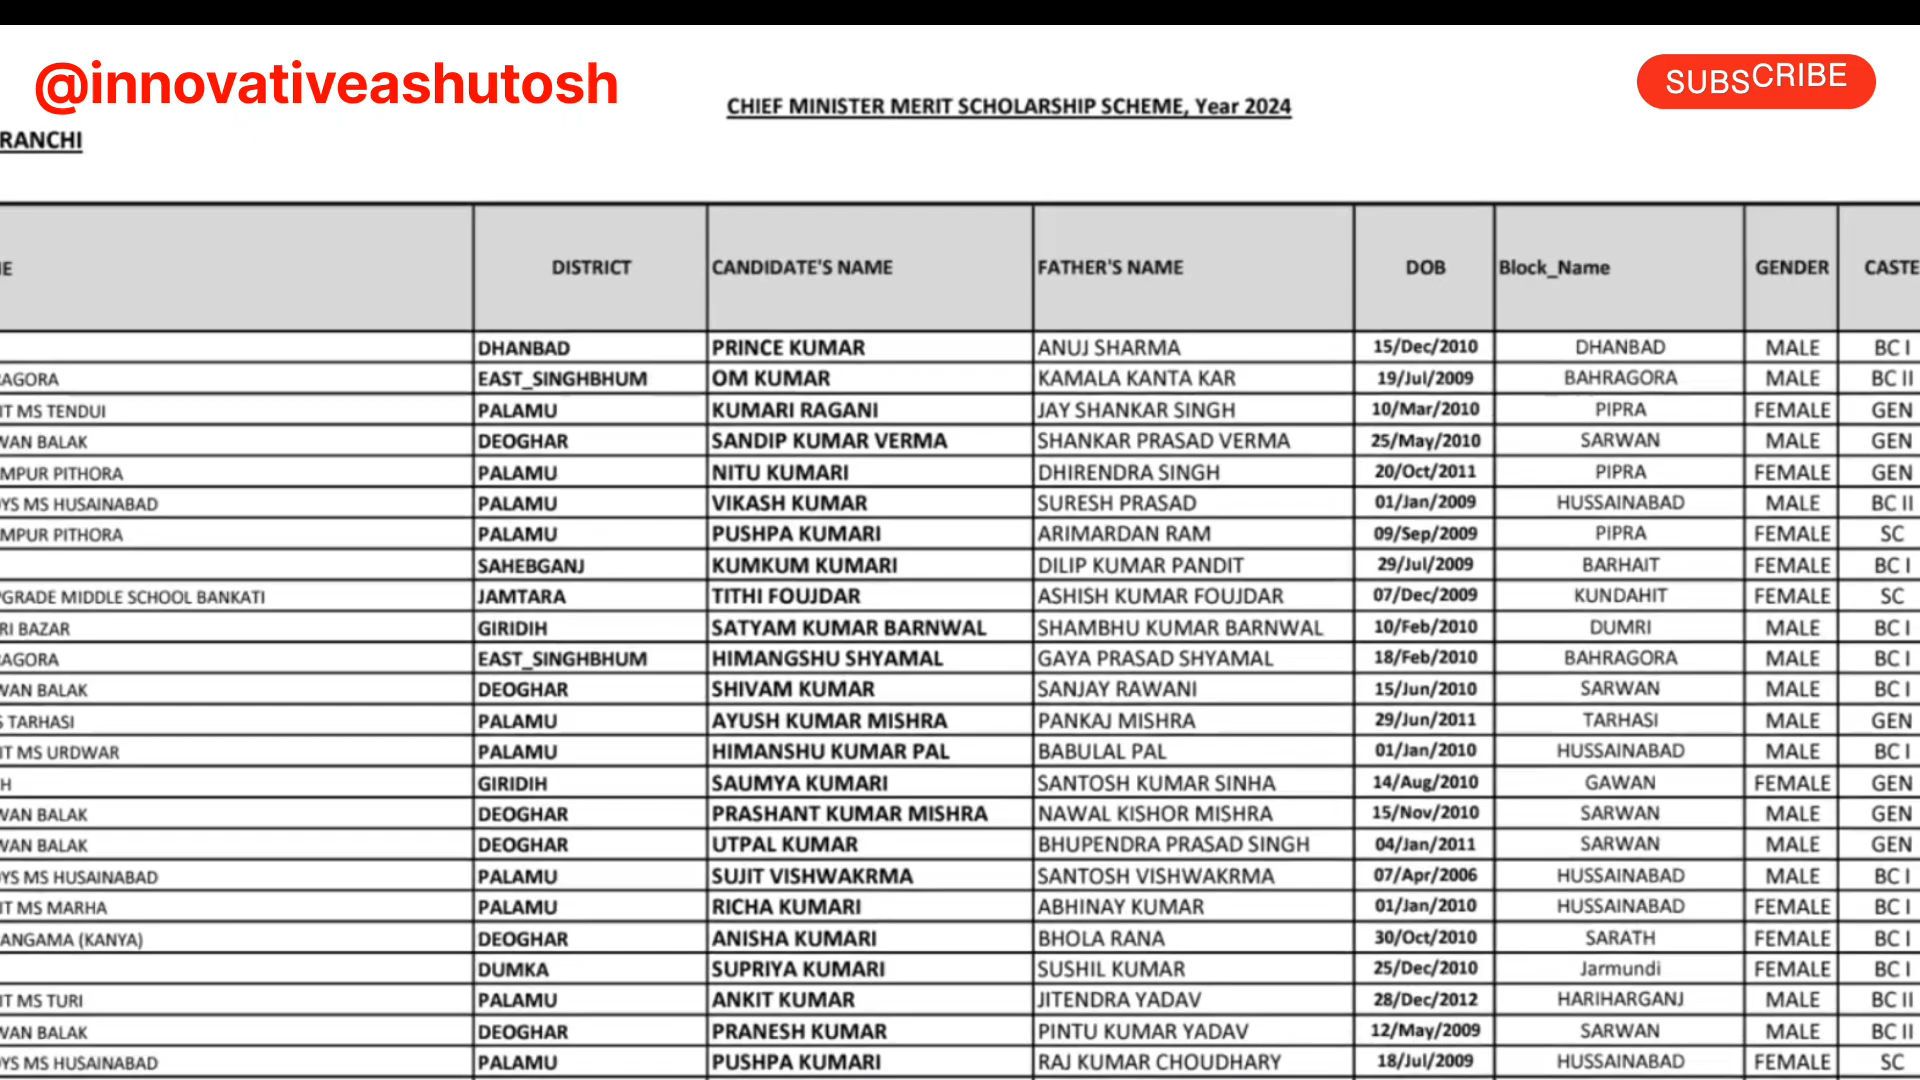 @innovativeashutosh
SUBSCRIBE
CHIEF MINISTER MERIT SCHOLARSHIP SCHEME, Year 2024
RANCHI
E DISTRICT CANDIDATE'S NAME FATHER'S NAME DOB Block_Name GENDER CASTE
DHANBAD PRINCE KUMAR ANUJ SHARMA 15/Dec/2010 DHANBAD MALE BC I
AGORA EAST_SINGHBHUM OM KUMAR KAMALA KANTA KAR 19/Jul/2009 BAHRAGORA MALE BC II
IT MS TENDUI PALAMU KUMARI RAGANI JAY SHANKAR SINGH 10/Mar/2010 PIPRA FEMALE GEN
WAN BALAK DEOGHAR SANDIP KUMAR VERMA SHANKAR PRASAD VERMA 25/May/2010 SARWAN MALE GEN
MPUR PITHORA PALAMU NITU KUMARI DHIRENDRA SINGH 20/Oct/2011 PIPRA FEMALE GEN
YS MS HUSAINABAD PALAMU VIKASH KUMAR SURESH PRASAD 01/Jan/2009 HUSSAINABAD MALE BC II
MPUR PITHORA PALAMU PUSHPA KUMARI ARIMARDAN RAM 09/Sep/2009 PIPRA FEMALE SC
SAHEBGANJ KUMKUM KUMARI DILIP KUMAR PANDIT 29/Jul/2009 BARHAIT FEMALE BC I
GRADE MIDDLE SCHOOL BANKATI JAMTARA TITHI FOUJDAR ASHISH KUMAR FOUJDAR 07/Dec/2009 KUNDAHIT FEMALE SC
RI BAZAR GIRIDIH SATYAM KUMAR BARNWAL SHAMBHU KUMAR BARNWAL 10/Feb/2010 DUMRI MALE BC I
AGORA EAST_SINGHBHUM HIMANGSHU SHYAMAL GAYA PRASAD SHYAMAL 18/Feb/2010 BAHRAGORA MALE BC I
WAN BALAK DEOGHAR SHIVAM KUMAR SANJAY RAWANI 15/Jun/2010 SARWAN MALE BC I
S TARHASI PALAMU AYUSH KUMAR MISHRA PANKAJ MISHRA 29/Jun/2011 TARHASI MALE GEN
IT MS URDWAR PALAMU HIMANSHU KUMAR PAL BABULAL PAL 01/Jan/2010 HUSSAINABAD MALE BC I
H GIRIDIH SAUMYA KUMARI SANTOSH KUMAR SINHA 14/Aug/2010 GAWAN FEMALE GEN
WAN BALAK DEOGHAR PRASHANT KUMAR MISHRA NAWAL KISHOR MISHRA 15/Nov/2010 SARWAN MALE GEN
WAN BALAK DEOGHAR UTPAL KUMAR BHUPENDRA PRASAD SINGH 04/Jan/2011 SARWAN MALE GEN
YS MS HUSAINABAD PALAMU SUJIT VISHWAKRMA SANTOSH VISHWAKRMA 07/Apr/2006 HUSSAINABAD MALE BC I
IT MS MARHA PALAMU RICHA KUMARI ABHINAY KUMAR 01/Jan/2010 HUSSAINABAD FEMALE BC I
ANGAMA (KANYA) DEOGHAR ANISHA KUMARI BHOLA RANA 30/Oct/2010 SARATH FEMALE BC I
DUMKA SUPRIYA KUMARI SUSHIL KUMAR 25/Dec/2010 Jarmundi FEMALE BC I
IT MS TURI PALAMU ANKIT KUMAR JITENDRA YADAV 28/Dec/2012 HARIHARGANJ MALE BC II
WAN BALAK DEOGHAR PRANESH KUMAR PINTU KUMAR YADAV 12/May/2009 SARWAN MALE BC II
YS MS HUSAINABAD PALAMU PUSHPA KUMARI RAJ KUMAR CHOUDHARY 18/Jul/2009 HUSSAINABAD FEMALE SC